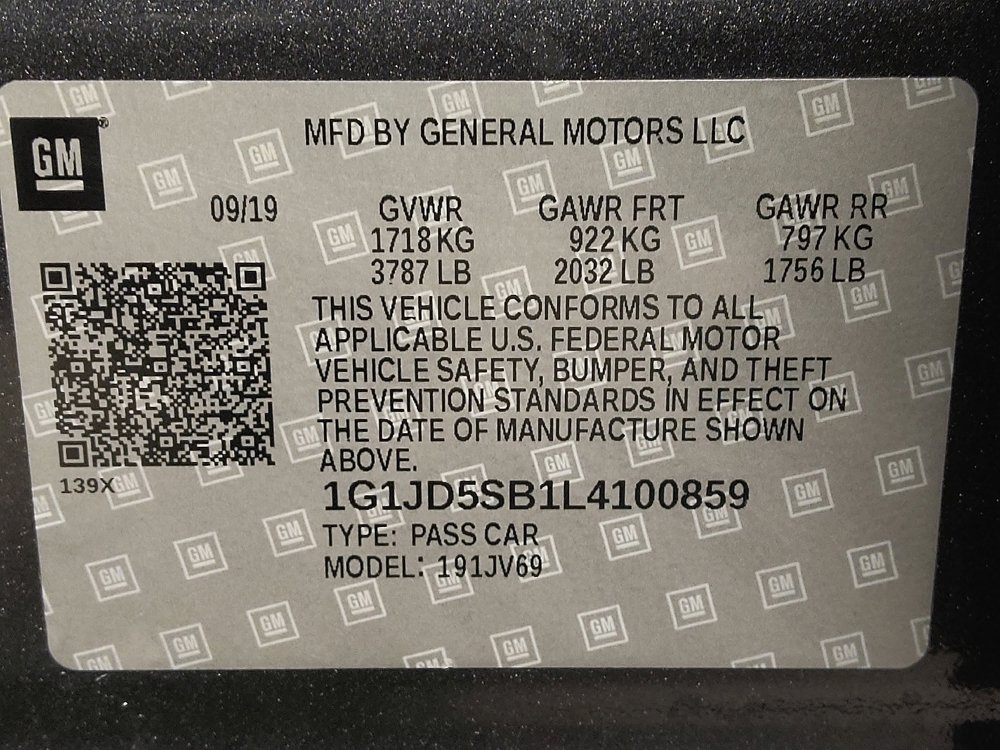 GM
MFD BY GENERAL MOTORS LLC
09/19
GVWR GAWR FRT GAWR RR
1718 KG 922 KG 797 KG
3787 LB 2032 LB 1756 LB
THIS VEHICLE CONFORMS TO ALL
APPLICABLE U.S. FEDERAL MOTOR
VEHICLE SAFETY, BUMPER, AND THEFT
PREVENTION STANDARDS IN EFFECT ON
THE DATE OF MANUFACTURE SHOWN
ABOVE.
139X
1G1JD5SB1L4100859
TYPE: PASS CAR
MODEL: 191JV69